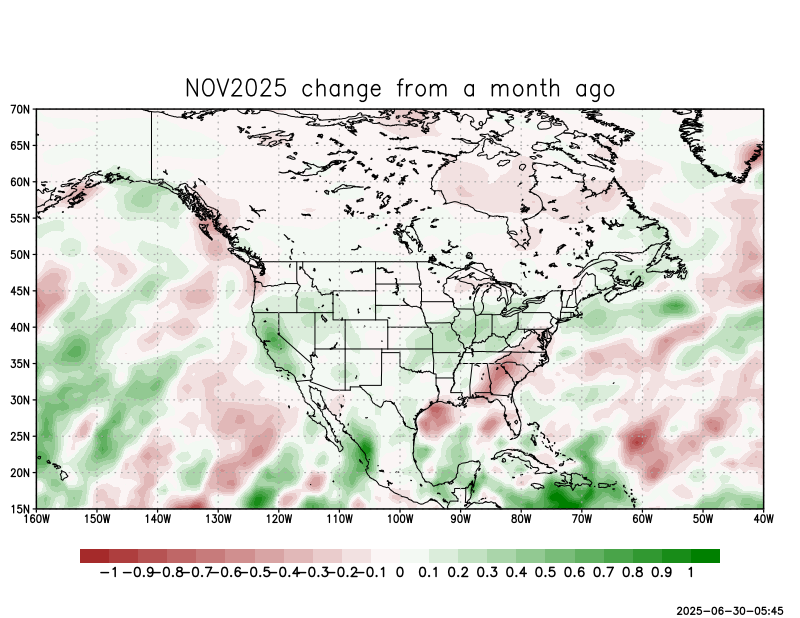 NOV2025 change from a month ago
70N
65N
60N
55N
50N
45N
40N
35N
30N
25N
20N
15N
160W 150W 140W 130W 120W 110W 100W 90W 80W 70W 60W 50W 40W
-1 -0.9 -0.8 -0.7 -0.6 -0.5 -0.4 -0.3 -0.2 -0.1 0 0.1 0.2 0.3 0.4 0.5 0.6 0.7 0.8 0.9 1
2025-06-30-05:45